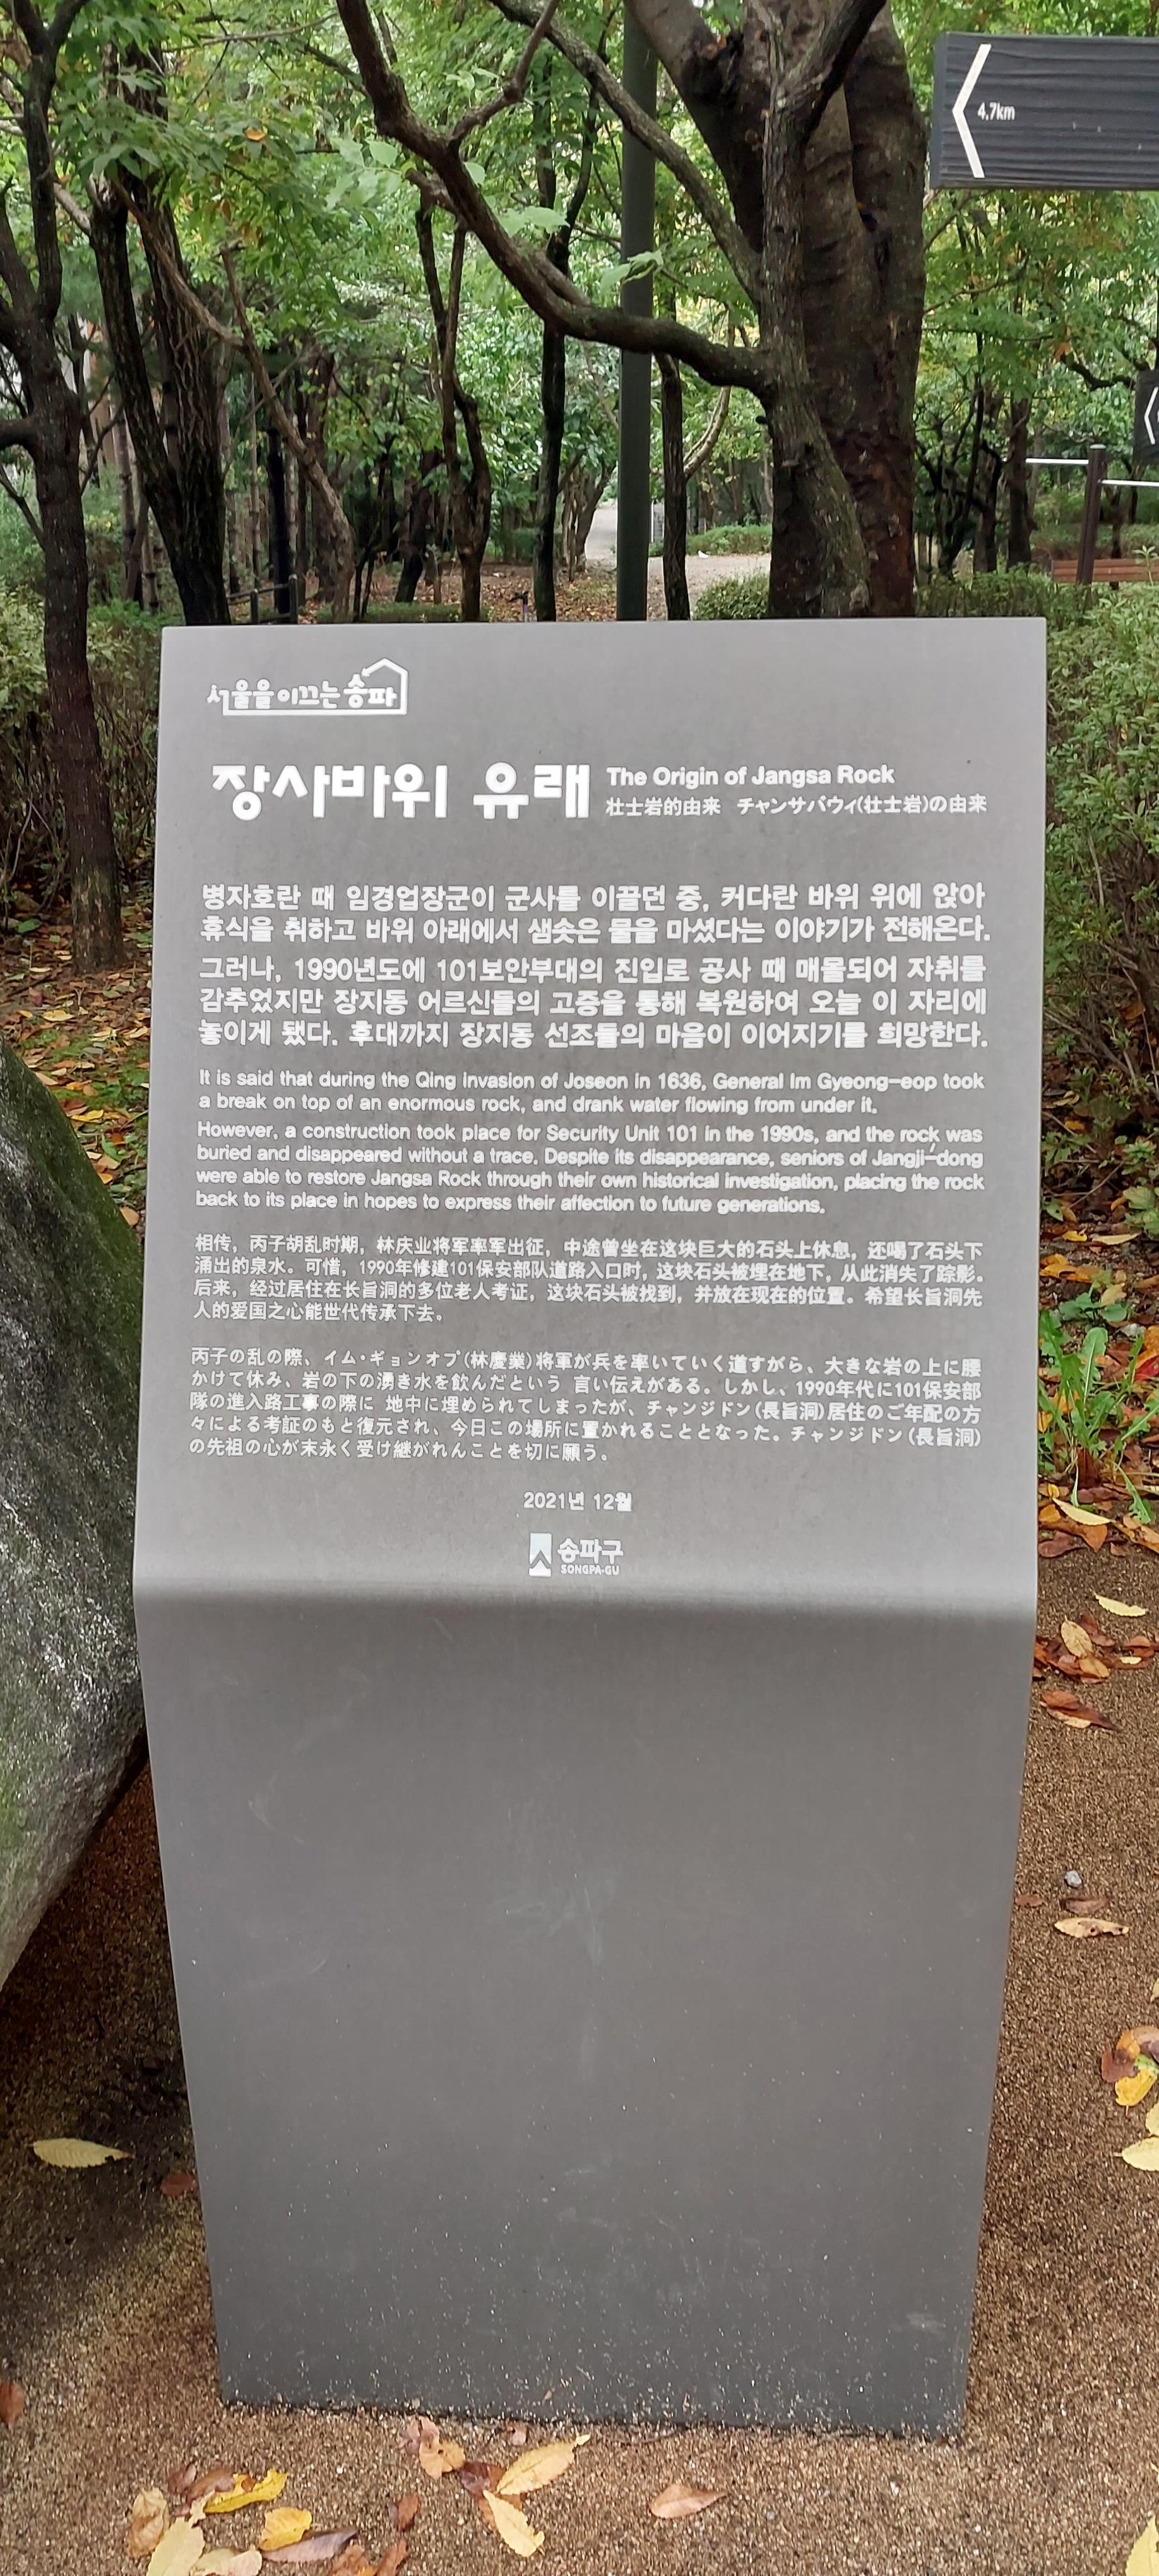 4.7km
서울을 이끄는 송파
장사바위 유래
The Origin of Jangsa Rock
壮士岩的由来 チャンサバウィ(壮士岩)の由来
병자호란 때 임경업장군이 군사를 이끌던 중, 커다란 바위 위에 앉아
휴식을 취하고 바위 아래에서 샘솟은 물을 마셨다는 이야기가 전해온다.
그러나, 1990년도에 101보안부대의 진입로 공사 때 매몰되어 자취를
감추었지만 장지동 어르신들의 고증을 통해 복원하여 오늘 이 자리에
놓이게 됐다. 후대까지 장지동 선조들의 마음이 이어지기를 희망한다.
It is said that during the Qing invasion of Joseon in 1636, General Im Gyeong-eop took
a break on top of an enormous rock, and drank water flowing from under it.
However, a construction took place for Security Unit 101 in the 1990s, and the rock was
buried and disappeared without a trace. Despite its disappearance, seniors of Jangji-dong
were able to restore Jangsa Rock through their own historical investigation, placing the rock
back to its place in hopes to express their affection to future generations.
相传，丙子胡乱时期，林庆业将军率军出征，中途曾坐在这块巨大的石头上休息，还喝了石头下
涌出的泉水。可惜，1990年修建101保安部队道路入口时，这块石头被埋在地下，从此消失了踪影。
后来，经过居住在长旨洞的多位老人考证，这块石头被找到，并放在现在的位置。希望长旨洞先
人的爱国之心能世代传承下去。
丙子の乱の際、イム・ギョンオプ(林慶業)将軍が兵を率いていく道すがら、大きな岩の上に腰
かけて休み、岩の下の湧き水を飲んだという 言い伝えがある。しかし、1990年代に101保安部
隊の進入路工事の際に 地中に埋められてしまったが、チャンジドン(長旨洞)居住のご年配の方
々による考証のもと復元され、今日この場所に置かれることとなった。チャンジドン(長旨洞)
の先祖の心が末永く受け継がれんことを切に願う。
2021년 12월
송파구
SONGPA-GU